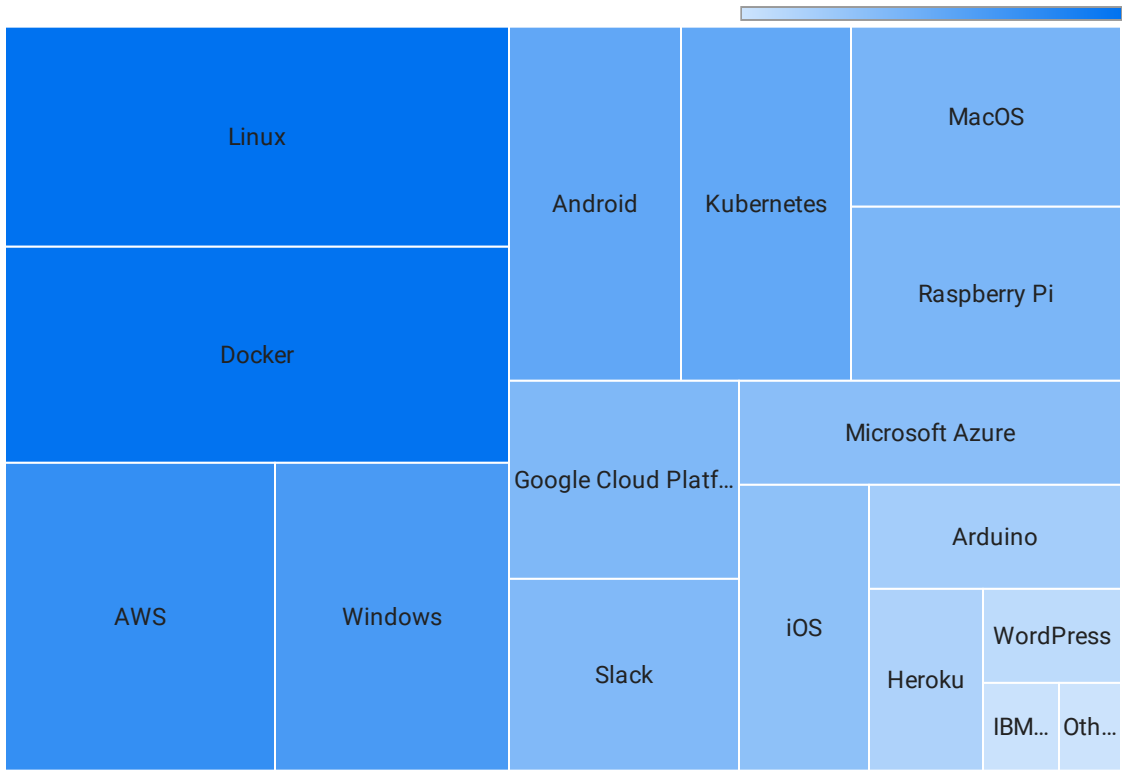 Linux
Docker
AWS
Windows
Android
Kubernetes
MacOS
Raspberry Pi
Google Cloud Platf...
Slack
Microsoft Azure
iOS
Arduino
Heroku
WordPress
IBM...
Oth...